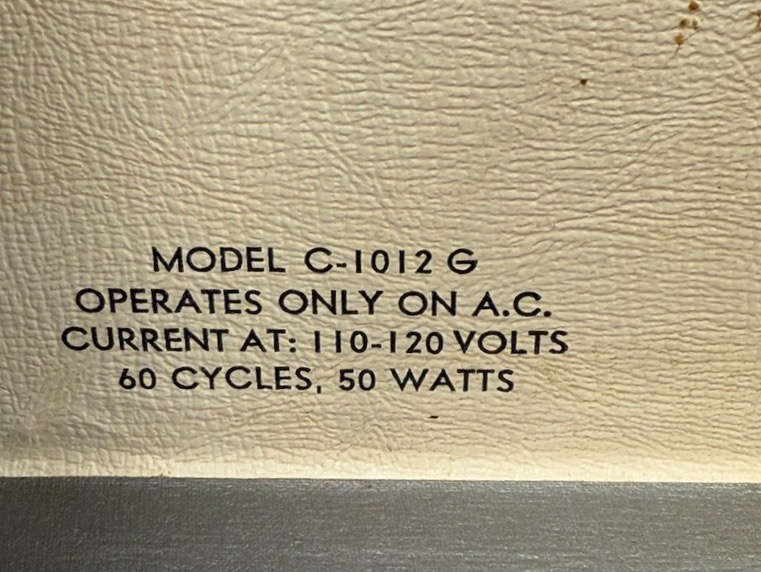 MODEL C-1012 G
OPERATES ONLY ON A.C.
CURRENT AT: 110-120 VOLTS
60 CYCLES, 50 WATTS